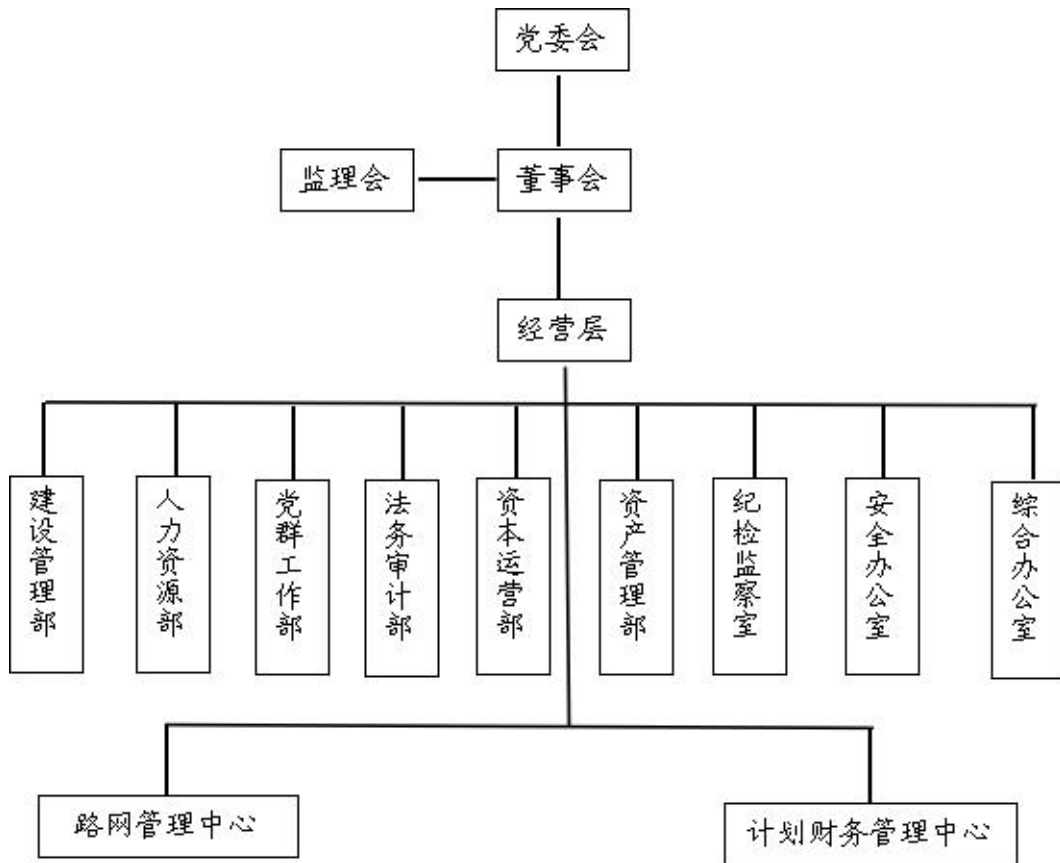 党委会
监理会
董事会
经营层
建设管理部
人力资源部
党群工作部
法务审计部
资本运营部
资产管理部
纪检监察室
安全办公室
综合办公室
路网管理中心
计划财务管理中心